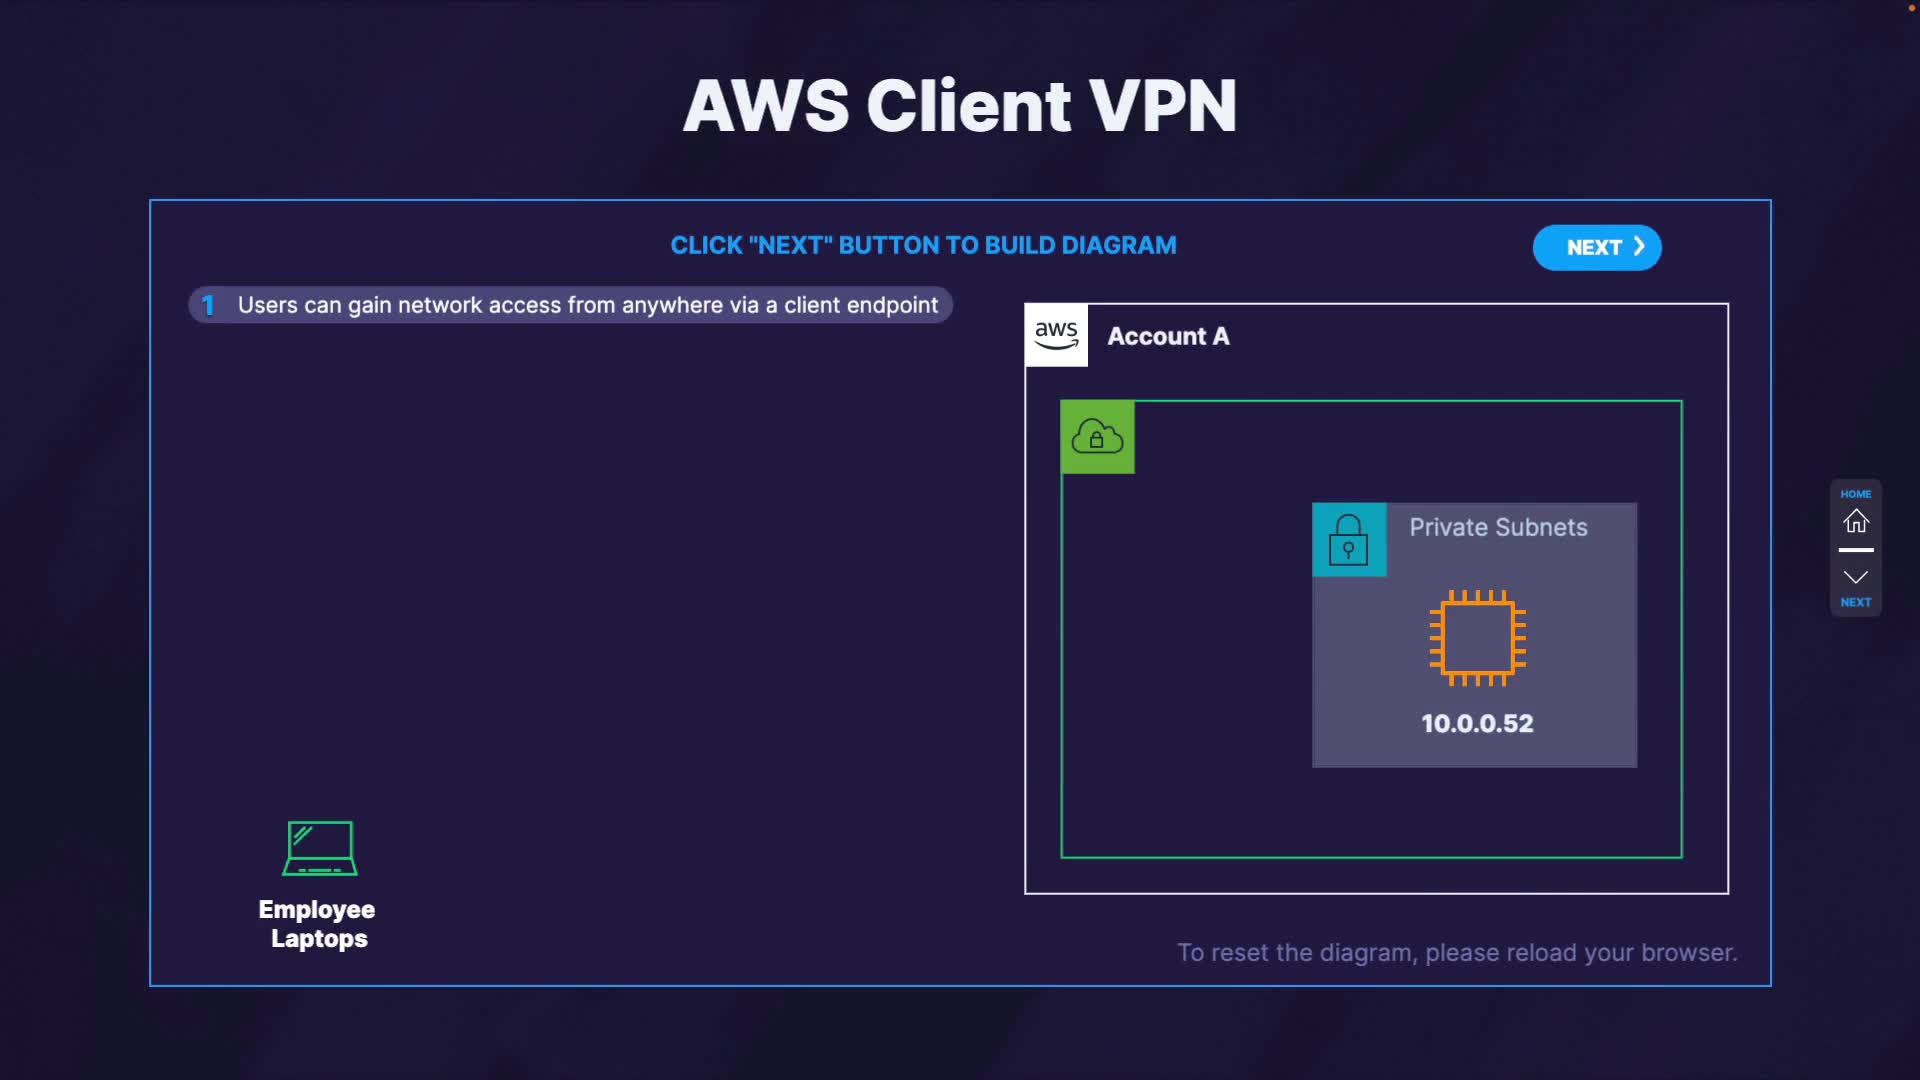 AWS Client VPN
CLICK "NEXT" BUTTON TO BUILD DIAGRAM
NEXT
1 Users can gain network access from anywhere via a client endpoint
aws
Account A
HOME
Private Subnets
NEXT
10.0.0.52
Employee
Laptops
To reset the diagram, please reload your browser.